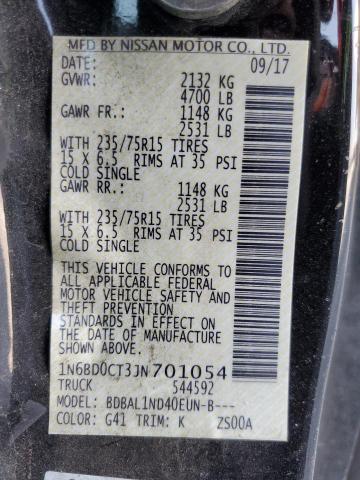 MFD BY NISSAN MOTOR CO., LTD.
DATE: 09/17
GVWR: 2132 KG
4700 LB
GAWR FR.: 1148 KG
2531 LB
WITH 235/75R15 TIRES
15 X 6.5 RIMS AT 35 PSI
COLD SINGLE
GAWR RR.: 1148 KG
2531 LB
WITH 235/75R15 TIRES
15 X 6.5 RIMS AT 35 PSI
COLD SINGLE
THIS VEHICLE CONFORMS TO
ALL APPLICABLE FEDERAL
MOTOR VEHICLE SAFETY AND
THEFT PREVENTION
STANDARDS IN EFFECT ON
THE DATE OF MANUFACTURE
SHOWN ABOVE.
1N6BD0CT3JN701054
TRUCK 544592
MODEL: BDBAL1ND40EUN-B---
COLOR: G41 TRIM: K ZS00A